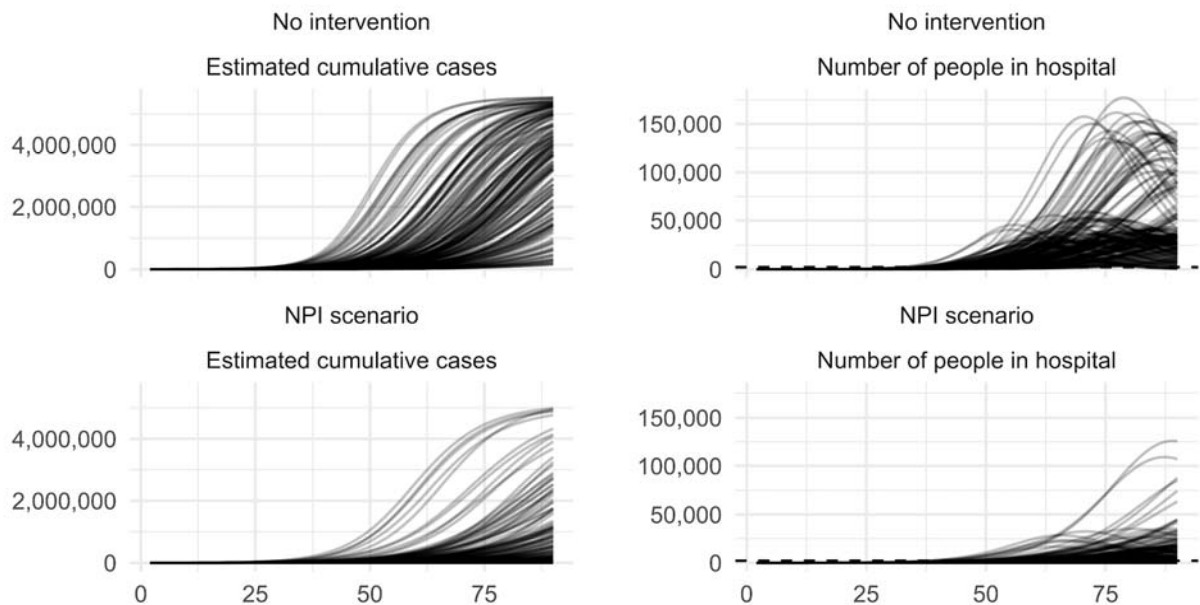 No intervention
Estimated cumulative cases
4,000,000
2,000,000
0
No intervention
Number of people in hospital
150,000
100,000
50,000
0
NPI scenario
Estimated cumulative cases
4,000,000
2,000,000
0
0 25 50 75
NPI scenario
Number of people in hospital
150,000
100,000
50,000
0
0 25 50 75